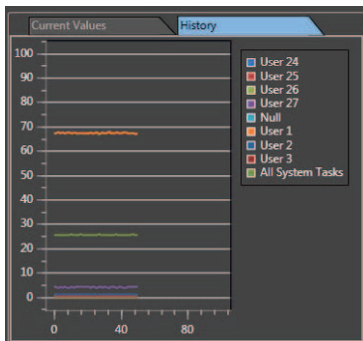 Current Values
History
100
90
80
70
60
50
40
30
20
10
0
0
40
80
User 24
User 25
User 26
User 27
Null
User 1
User 2
User 3
All System Tasks